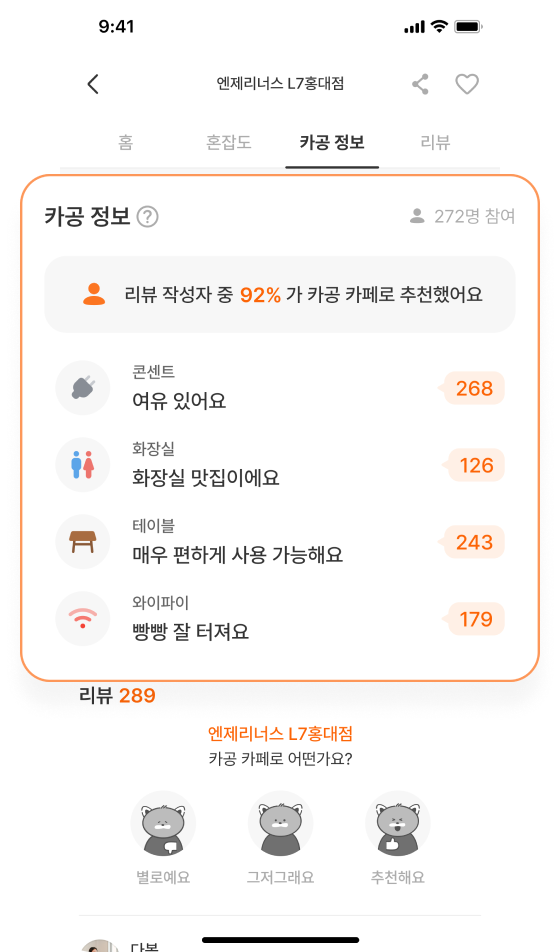 9:41
엔제리너스 L7홍대점
홈 혼잡도 카공 정보 리뷰
카공 정보 ? 272명 참여
리뷰 작성자 중 92% 가 카공 카페로 추천했어요
콘센트
여유 있어요
268
화장실
화장실 맛집이에요
126
테이블
매우 편하게 사용 가능해요
243
와이파이
빵빵 잘 터져요
179
리뷰 289
엔제리너스 L7홍대점
카공 카페로 어떤가요?
별로예요 그저그래요 추천해요